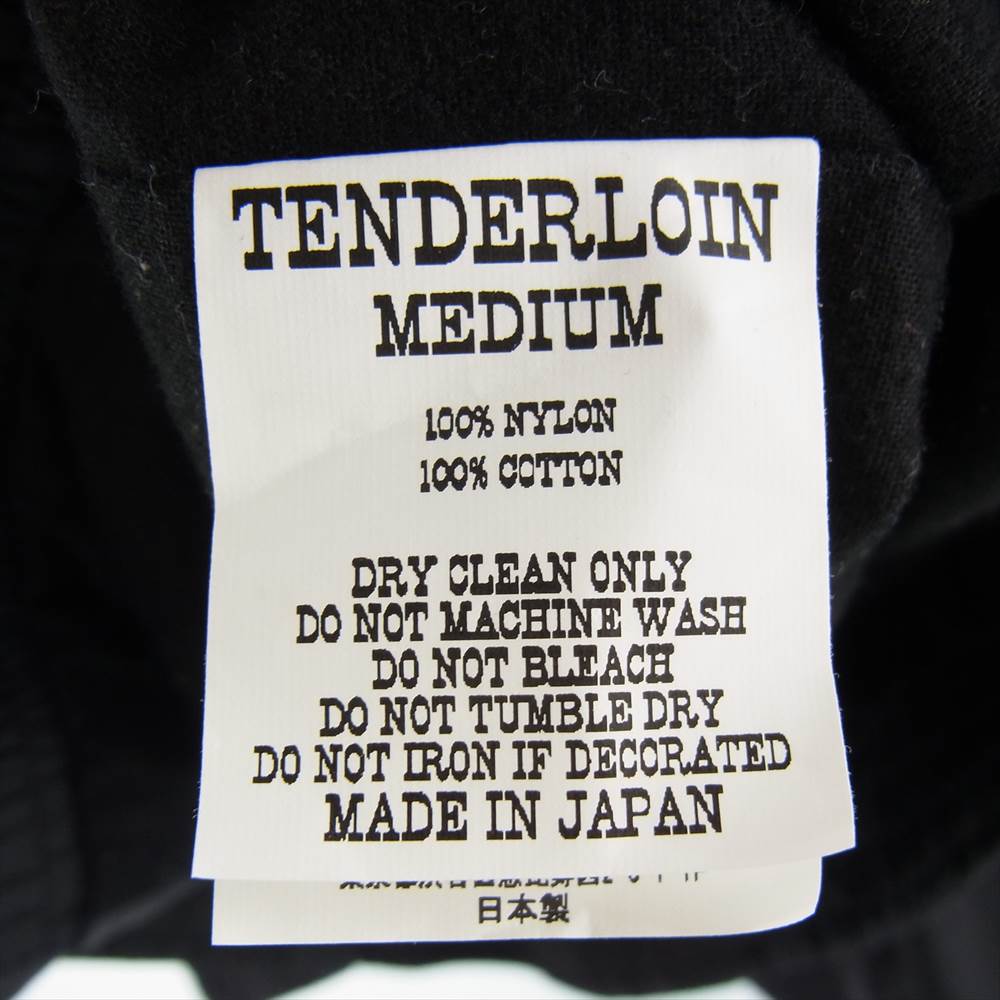 TENDERLOIN
MEDIUM
100% NYLON
100% COTTON
DRY CLEAN ONLY
DO NOT MACHINE WASH
DO NOT BLEACH
DO NOT TUMBLE DRY
DO NOT IRON IF DECORATED
MADE IN JAPAN
日本製